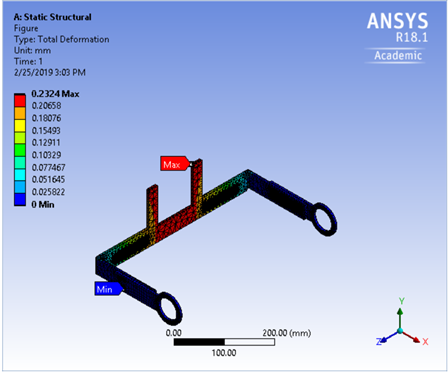 A: Static Structural
Figure
Type: Total Deformation
Unit: mm
Time: 1
2/25/2019 3:03 PM
0.2324 Max
0.20658
0.18076
0.15493
0.12911
0.10329
0.077467
0.051645
0.025822
0 Min
ANSYS
R18.1
Academic
Max
Min
0.00
200.00 (mm)
100.00
Y
Z
X